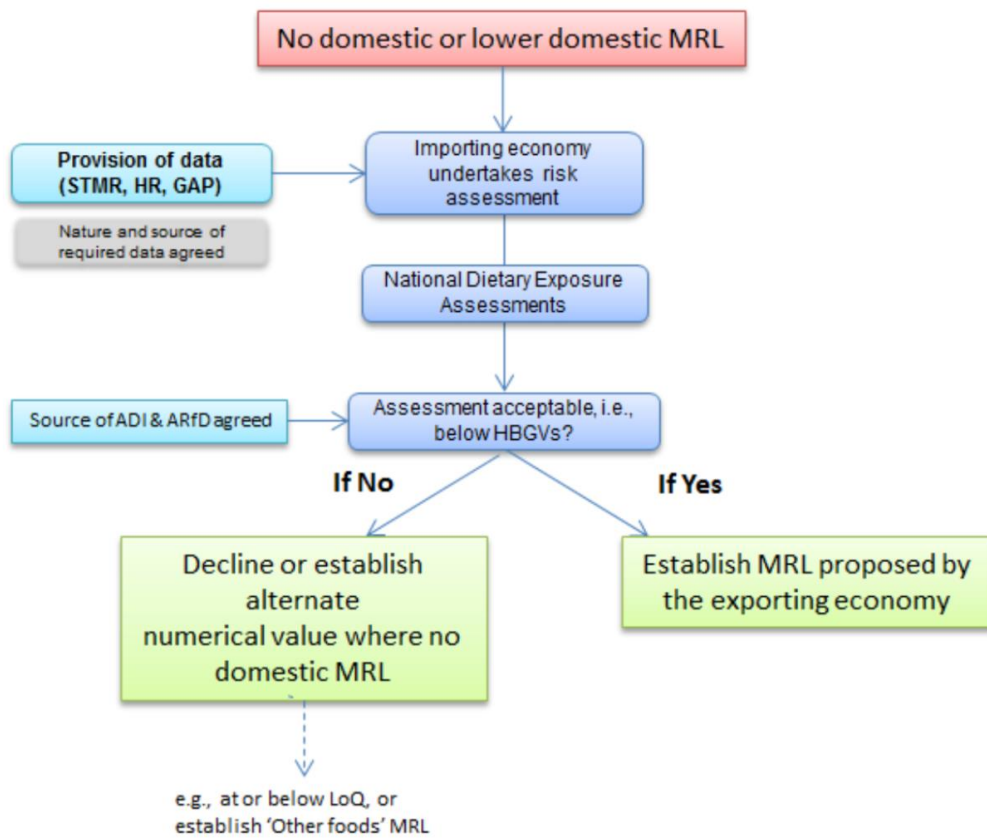 No domestic or lower domestic MRL
Provision of data
(STMR, HR, GAP)
Importing economy
undertakes risk
assessment
Nature and source of
required data agreed
National Dietary Exposure
Assessments
Source of ADI & ARfD agreed
Assessment acceptable, i.e.,
below HBGVs?
If No
If Yes
Decline or establish
alternate
numerical value where no
domestic MRL
Establish MRL proposed by
the exporting economy
e.g., at or below LoQ, or
establish 'Other foods' MRL